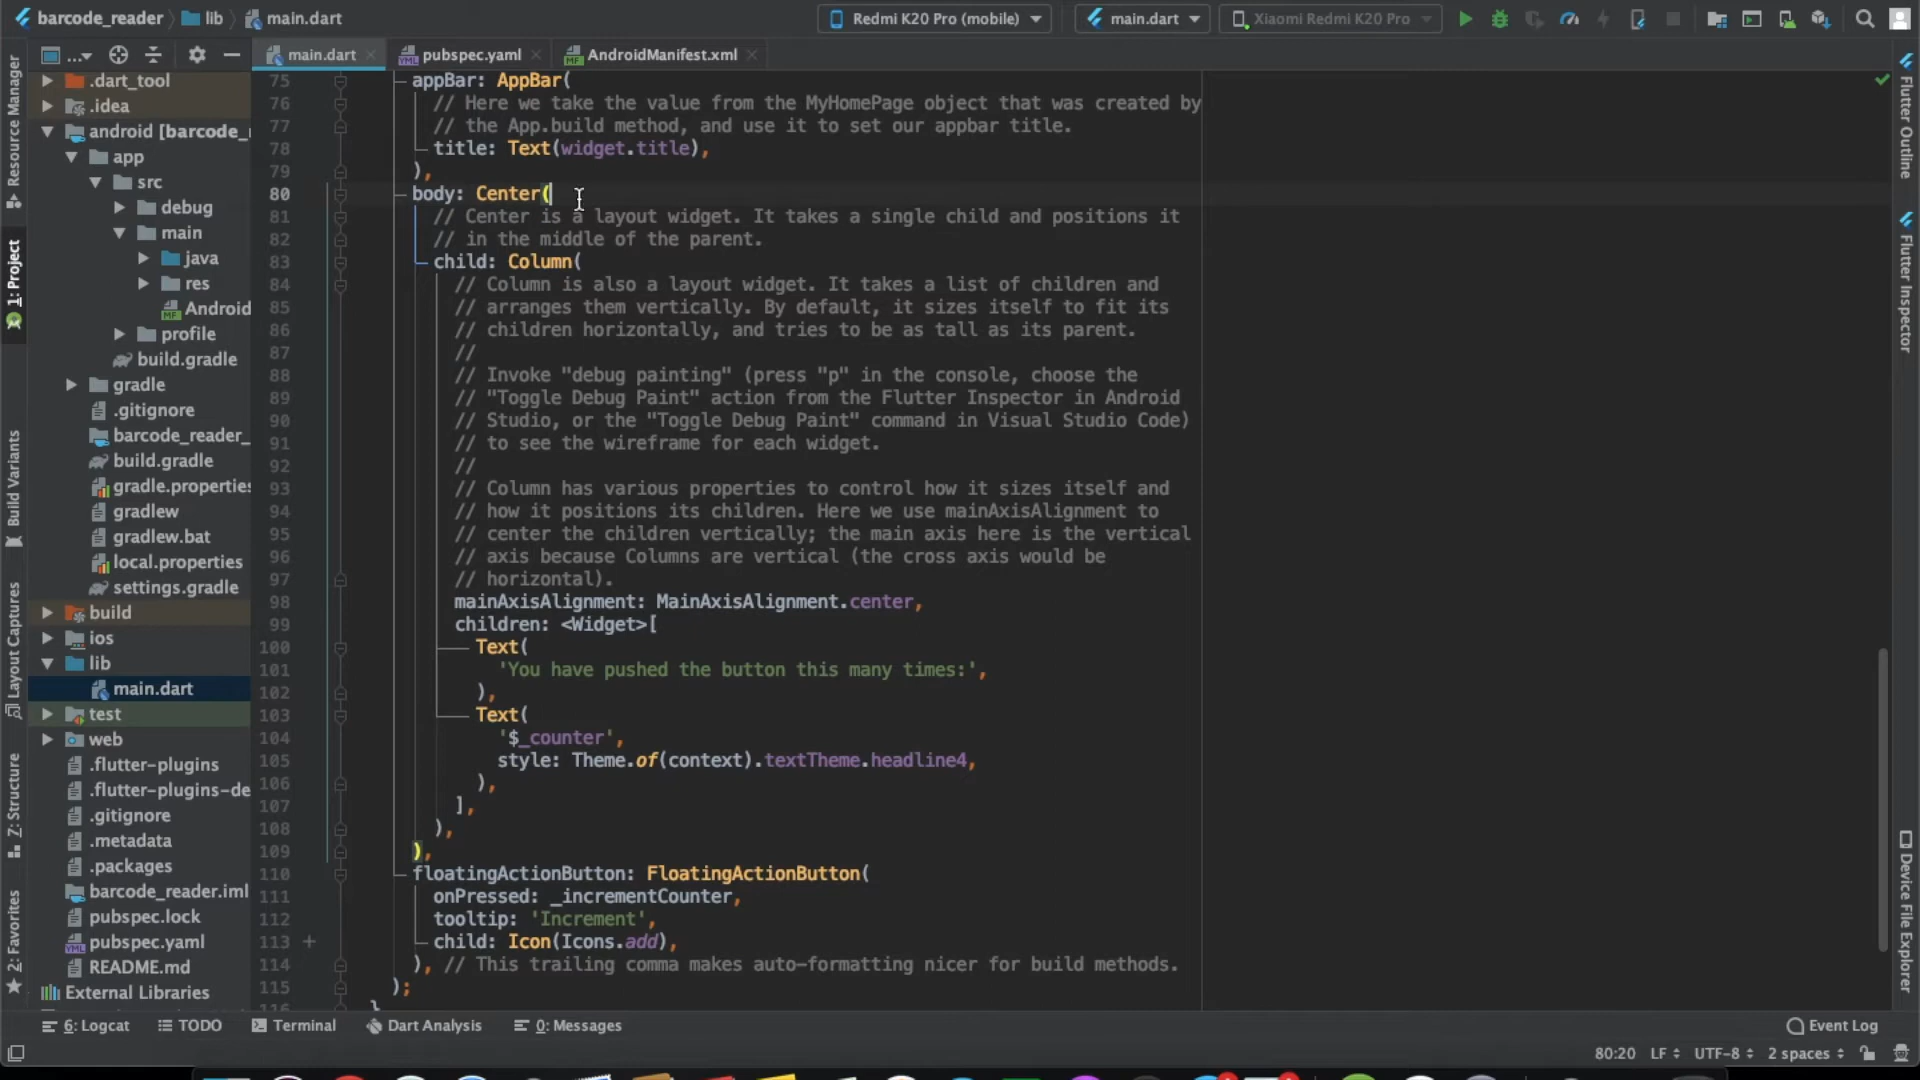 barcode_reader
lib
main.dart
Redmi K20 Pro (mobile)
main.dart
Xiaomi Redmi K20 Pro
...
main.dart
pubspec.yaml
AndroidManifest.xml
Resource Manager
1: Project
Build Variants
Layout Captures
Z: Structure
2: Favorites
.dart_tool
.idea
android [barcode_r
app
src
debug
main
java
res
Android
profile
build.gradle
gradle
.gitignore
barcode_reader_
build.gradle
gradle.properties
gradlew
gradlew.bat
local.properties
settings.gradle
build
ios
lib
main.dart
test
web
.flutter-plugins
.flutter-plugins-de
.gitignore
.metadata
.packages
barcode_reader.iml
pubspec.lock
pubspec.yaml
README.md
External Libraries
75 appBar: AppBar(
76 // Here we take the value from the MyHomePage object that was created by
77 // the App.build method, and use it to set our appbar title.
78 title: Text(widget.title),
79 ),
80 body: Center(
81 // Center is a layout widget. It takes a single child and positions it
82 // in the middle of the parent.
83 child: Column(
84 // Column is also a layout widget. It takes a list of children and
85 // arranges them vertically. By default, it sizes itself to fit its
86 // children horizontally, and tries to be as tall as its parent.
87 //
88 // Invoke "debug painting" (press "p" in the console, choose the
89 // "Toggle Debug Paint" action from the Flutter Inspector in Android
90 // Studio, or the "Toggle Debug Paint" command in Visual Studio Code)
91 // to see the wireframe for each widget.
92 //
93 // Column has various properties to control how it sizes itself and
94 // how it positions its children. Here we use mainAxisAlignment to
95 // center the children vertically; the main axis here is the vertical
96 // axis because Columns are vertical (the cross axis would be
97 // horizontal).
98 mainAxisAlignment: MainAxisAlignment.center,
99 children: <Widget>[
100 Text(
101 'You have pushed the button this many times:',
102 ),
103 Text(
104 '$_counter',
105 style: Theme.of(context).textTheme.headline4,
106 ),
107 ],
108 ),
109 ),
110 floatingActionButton: FloatingActionButton(
111 onPressed: _incrementCounter,
112 tooltip: 'Increment',
113 child: Icon(Icons.add),
114 ), // This trailing comma makes auto-formatting nicer for build methods.
115 );
116 }
Flutter Outline
Flutter Inspector
Device File Explorer
6: Logcat
TODO
Terminal
Dart Analysis
0: Messages
Event Log
80:20 LF UTF-8 2 spaces